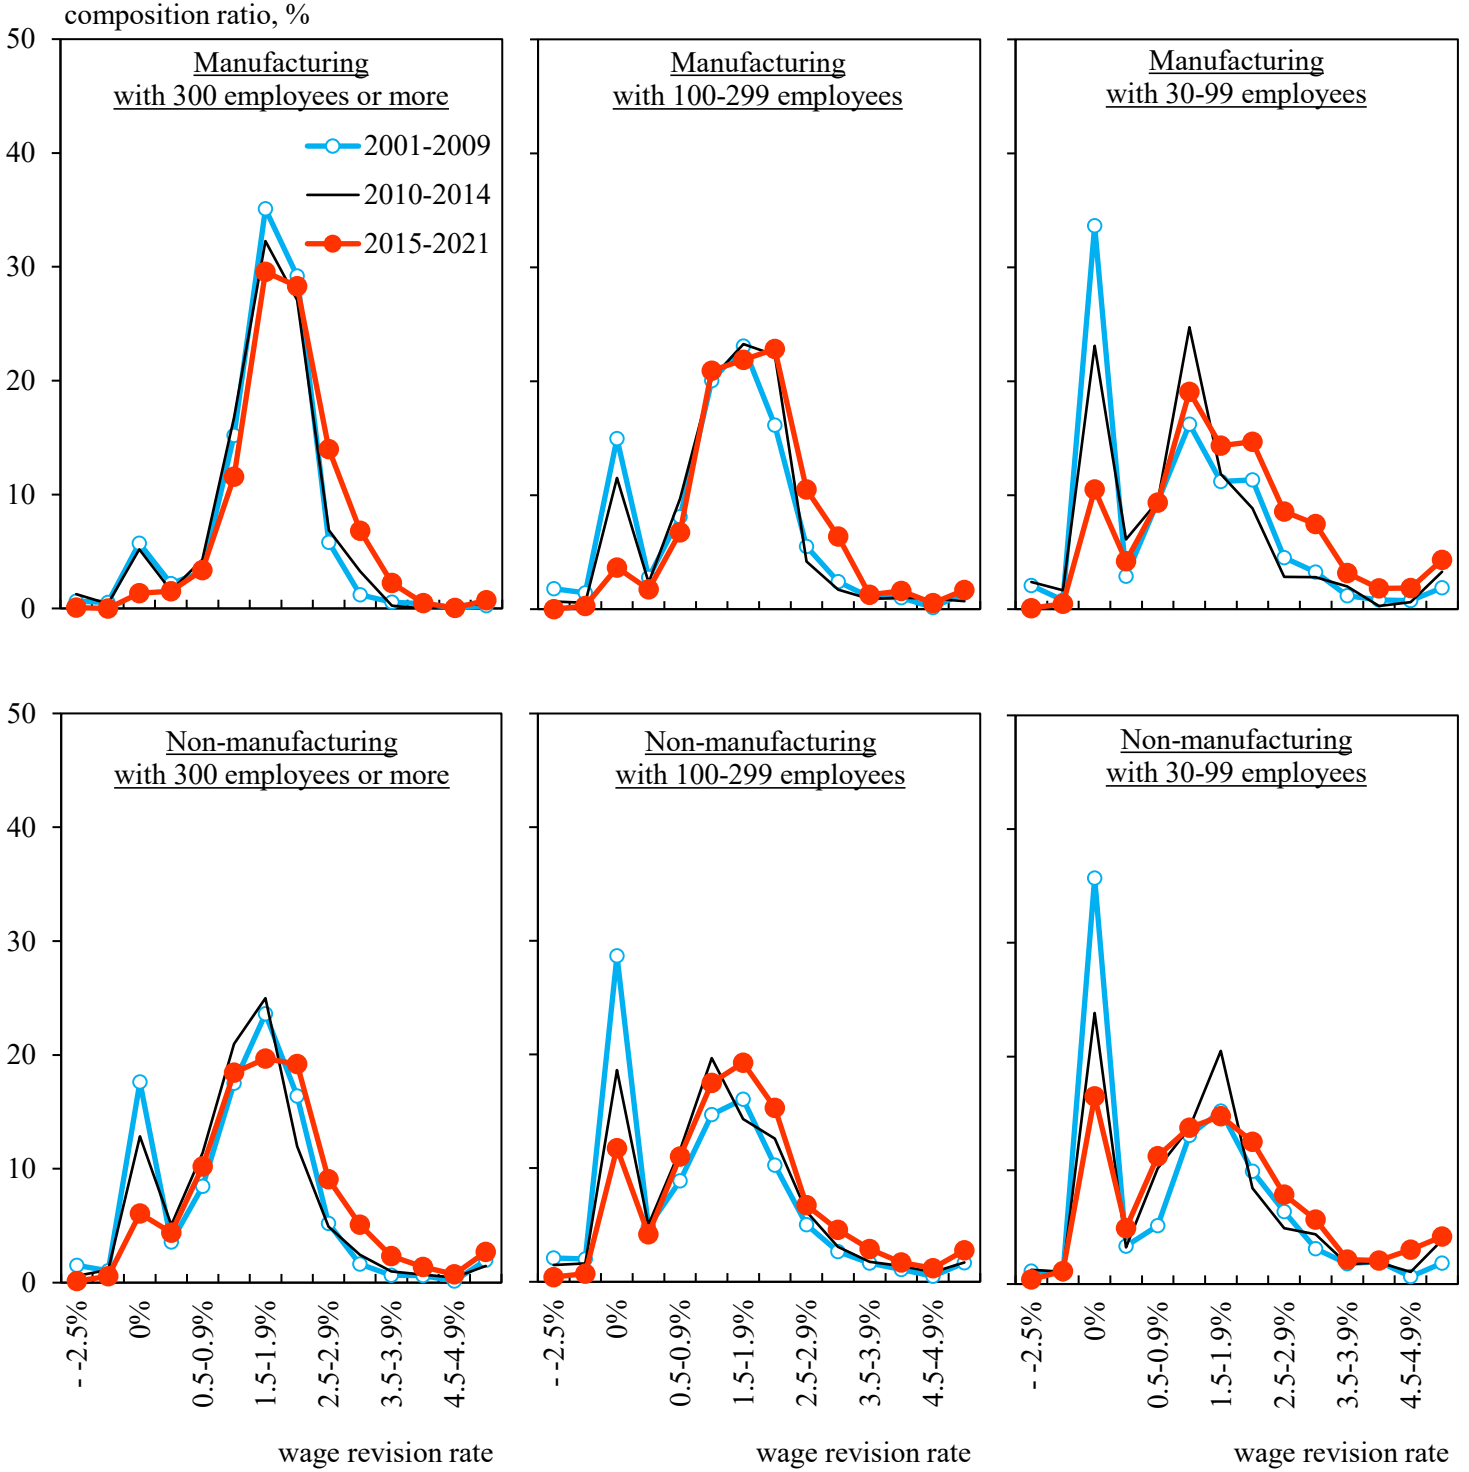 composition ratio, %
50
40
30
20
10
0
Manufacturing
with 300 employees or more
2001-2009
2010-2014
2015-2021
Manufacturing
with 100-299 employees
Manufacturing
with 30-99 employees
50
40
30
20
10
0
Non-manufacturing
with 300 employees or more
Non-manufacturing
with 100-299 employees
Non-manufacturing
with 30-99 employees
- -2.5%
0%
0.5-0.9%
1.5-1.9%
2.5-2.9%
3.5-3.9%
4.5-4.9%
- -2.5%
0%
0.5-0.9%
1.5-1.9%
2.5-2.9%
3.5-3.9%
4.5-4.9%
- -2.5%
0%
0.5-0.9%
1.5-1.9%
2.5-2.9%
3.5-3.9%
4.5-4.9%
wage revision rate
wage revision rate
wage revision rate